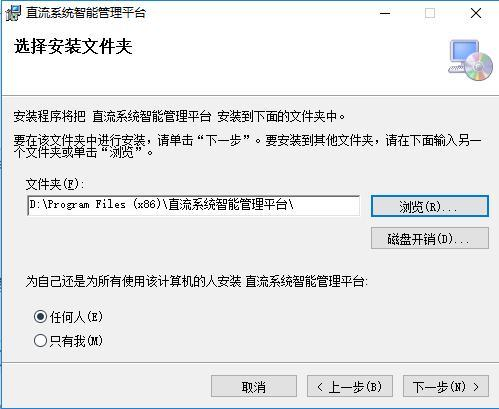 直流系统智能管理平台
选择安装文件夹
安装程序将把 直流系统智能管理平台 安装到下面的文件夹中。
要在该文件夹中进行安装，请单击“下一步”。要安装到其他文件夹，请在下面输入另一
个文件夹或单击“浏览”。
文件夹(F):
D:\Program Files (x86)\直流系统智能管理平台\
浏览(R)...
磁盘开销(D)...
为自己还是为所有使用该计算机的人安装 直流系统智能管理平台:
任何人(E)
只有我(M)
取消
< 上一步(B)
下一步(N) >